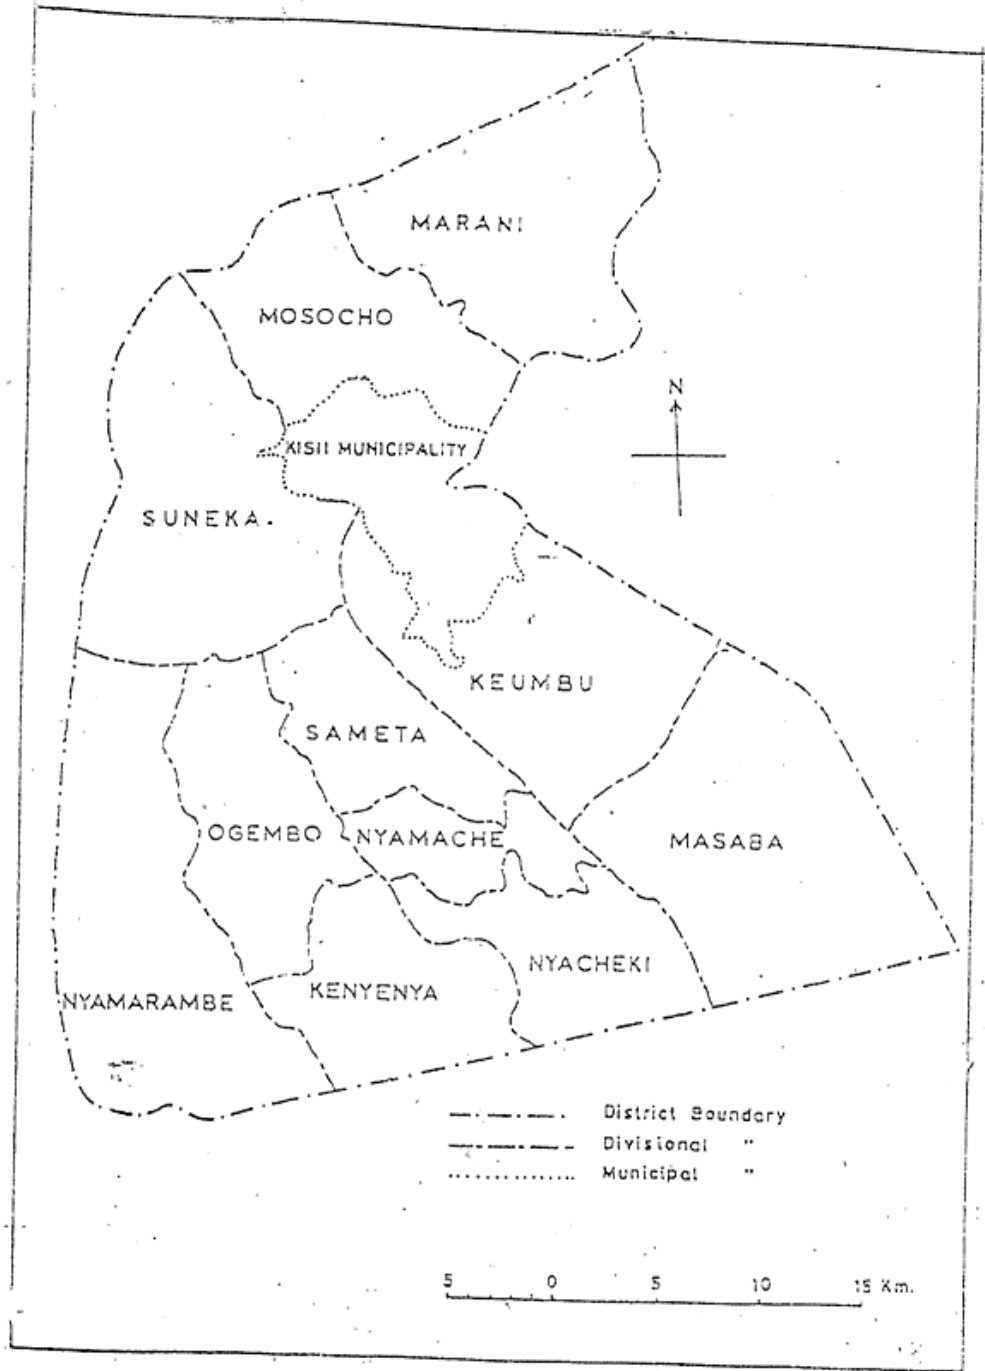 MARANI
MOSOCHO
N
KISII MUNICIPALITY
SUNEKA.
KEUMBU
SAMETA
OGEMBO
NYAMACHE
MASABA
NYACHEKI
KENYENYA
NYAMARAMBE
District Boundary
Divisional "
Municipal "
5 0 5 10 15 Km.